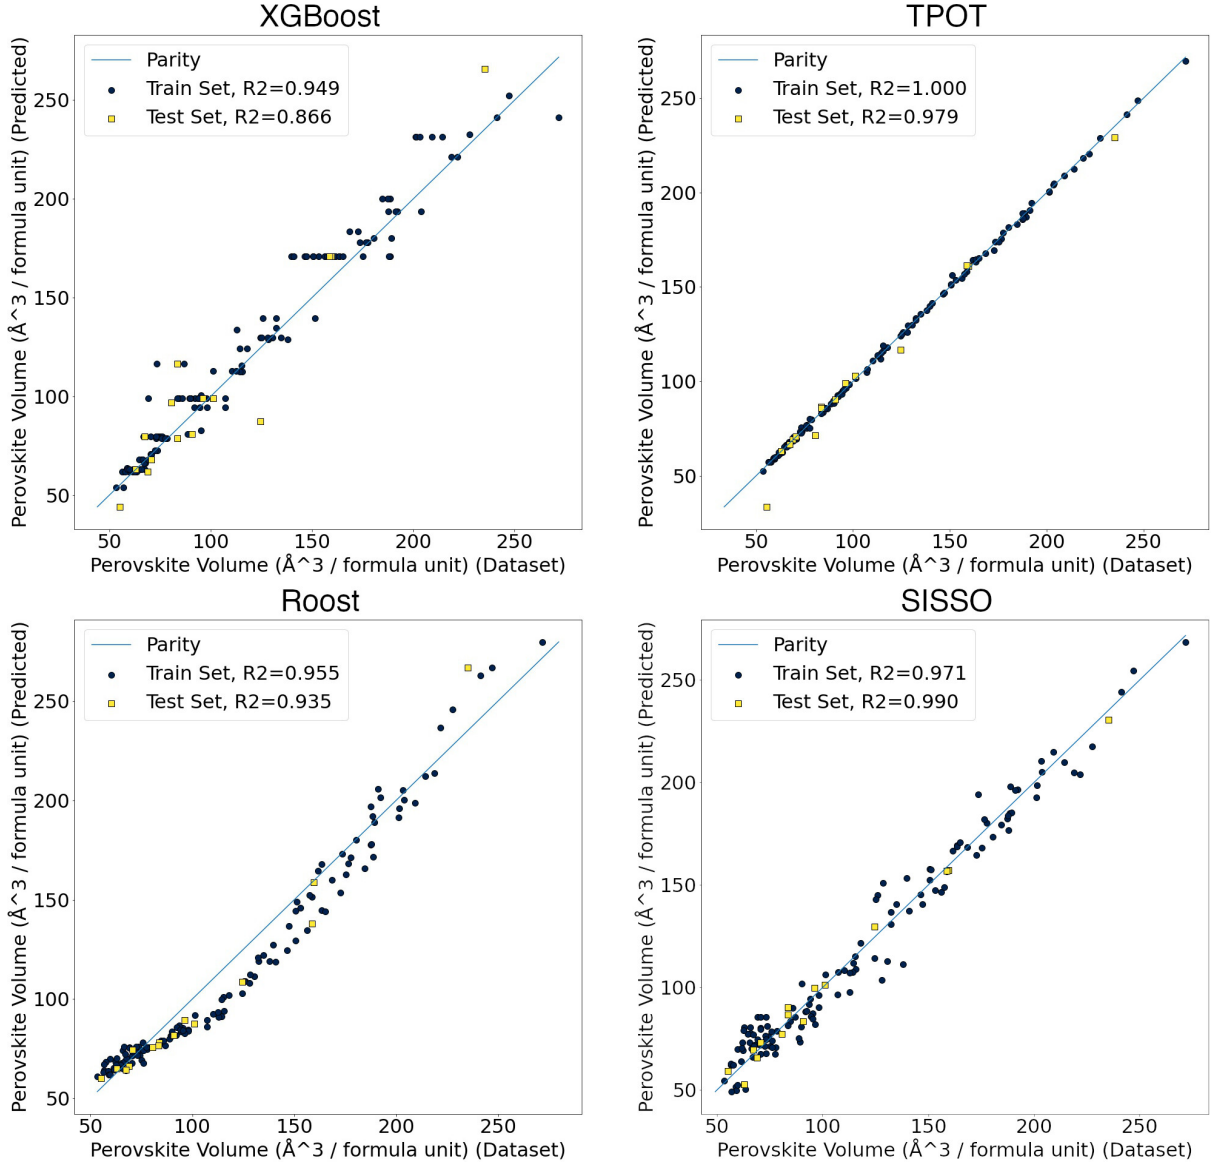 XGBoost
Perovskite Volume (Å^3 / formula unit) (Predicted)
Parity
Train Set, R2=0.949
Test Set, R2=0.866
250
200
150
100
50
50 100 150 200 250
Perovskite Volume (Å^3 / formula unit) (Dataset)
TPOT
Perovskite Volume (Å^3 / formula unit) (Predicted)
Parity
Train Set, R2=1.000
Test Set, R2=0.979
250
200
150
100
50
50 100 150 200 250
Perovskite Volume (Å^3 / formula unit) (Dataset)
Roost
Perovskite Volume (Å^3 / formula unit) (Predicted)
Parity
Train Set, R2=0.955
Test Set, R2=0.935
250
200
150
100
50
50 100 150 200 250
Perovskite Volume (Å^3 / formula unit) (Dataset)
SISSO
Perovskite Volume (Å^3 / formula unit) (Predicted)
Parity
Train Set, R2=0.971
Test Set, R2=0.990
250
200
150
100
50
50 100 150 200 250
Perovskite Volume (Å^3 / formula unit) (Dataset)